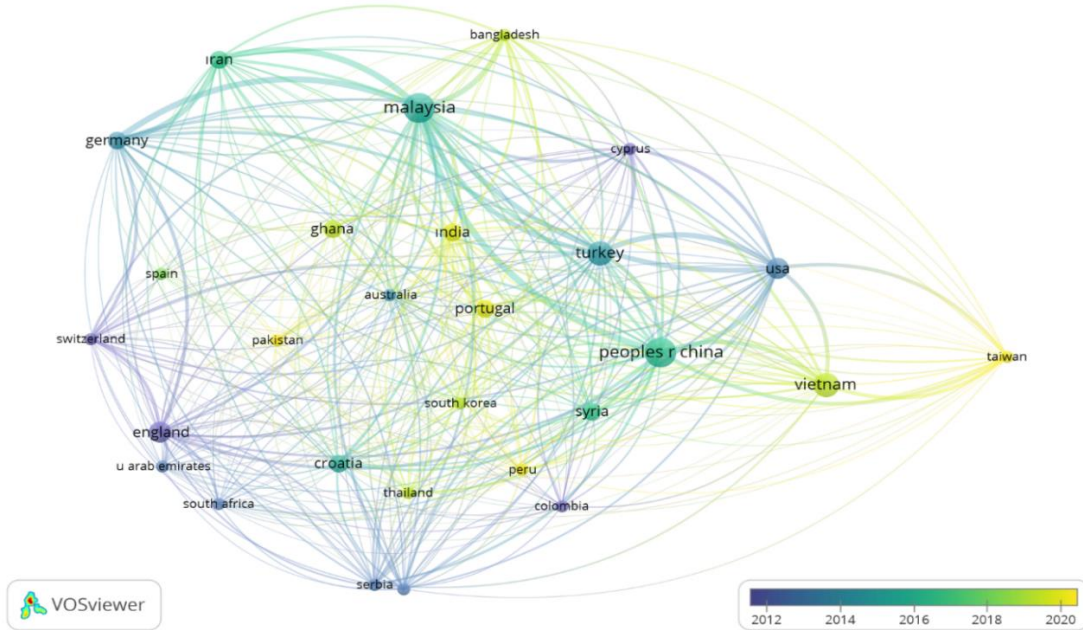 bangladesh
iran
malaysia
germany
cyprus
ghana
india
turkey
usa
spain
australia
portugal
switzerland
pakistan
peoples r china
taiwan
vietnam
south korea
syria
england
croatia
u arab emirates
peru
thailand
south africa
colombia
serbia
VOSviewer
2012 2014 2016 2018 2020